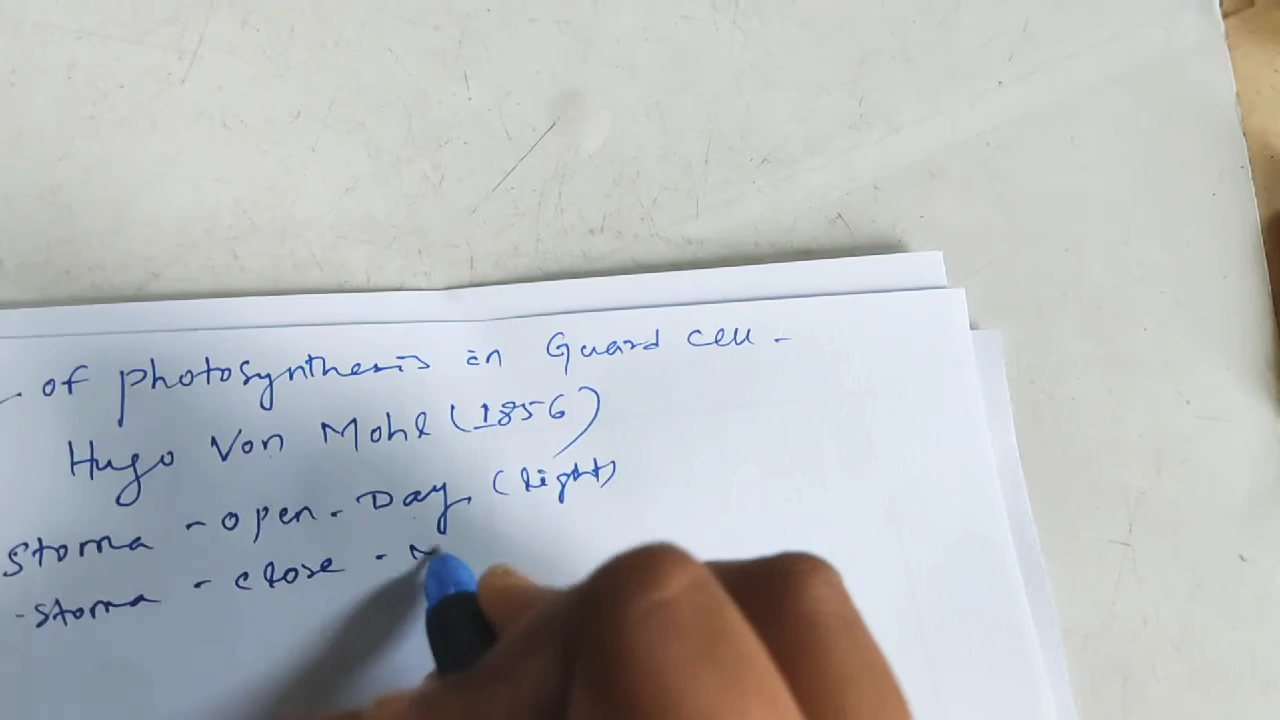 of photosynthesis in Guard cell -
Hugo Von Mohl (1856)
Stoma - open - Day (light)
- Stoma - close -